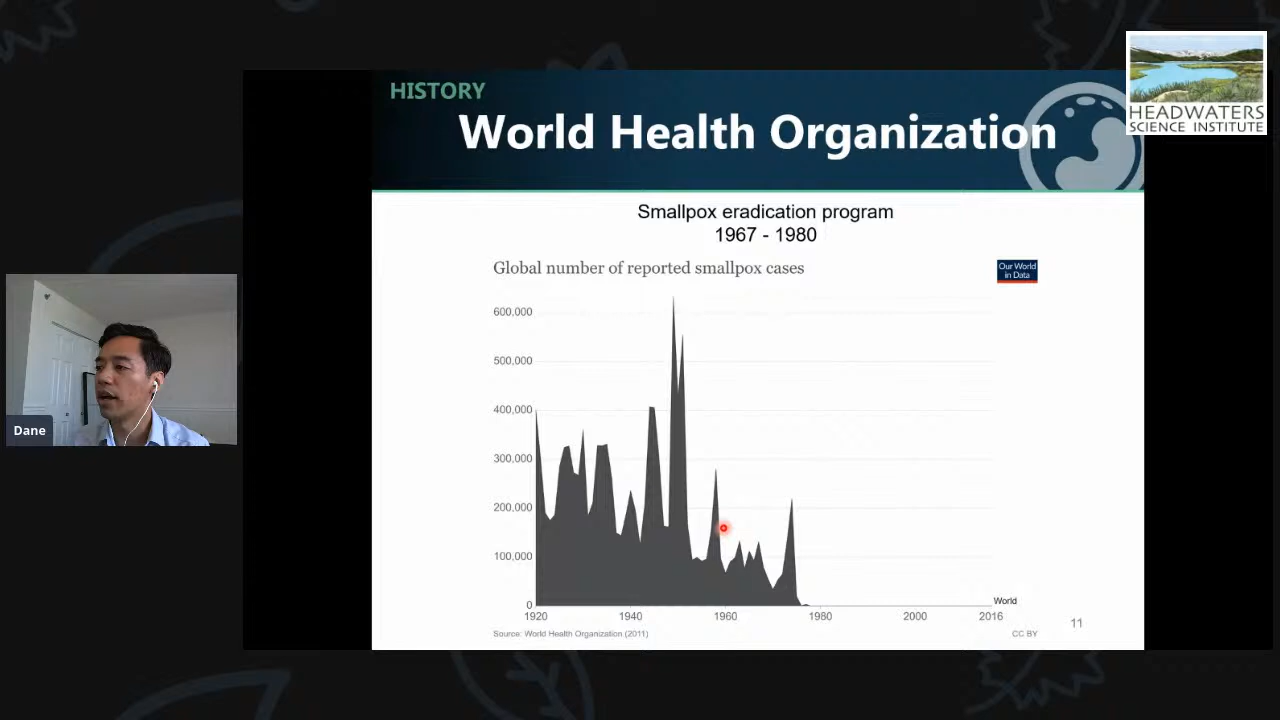 HISTORY
World Health Organization
HEADWATERS
SCIENCE INSTITUTE
Smallpox eradication program
1967 - 1980
Global number of reported smallpox cases
Our World
in Data
600,000
500,000
400,000
300,000
200,000
100,000
0
World
1920
1940
1960
1980
2000
2016
Source: World Health Organization (2011)
CC BY
11
Dane